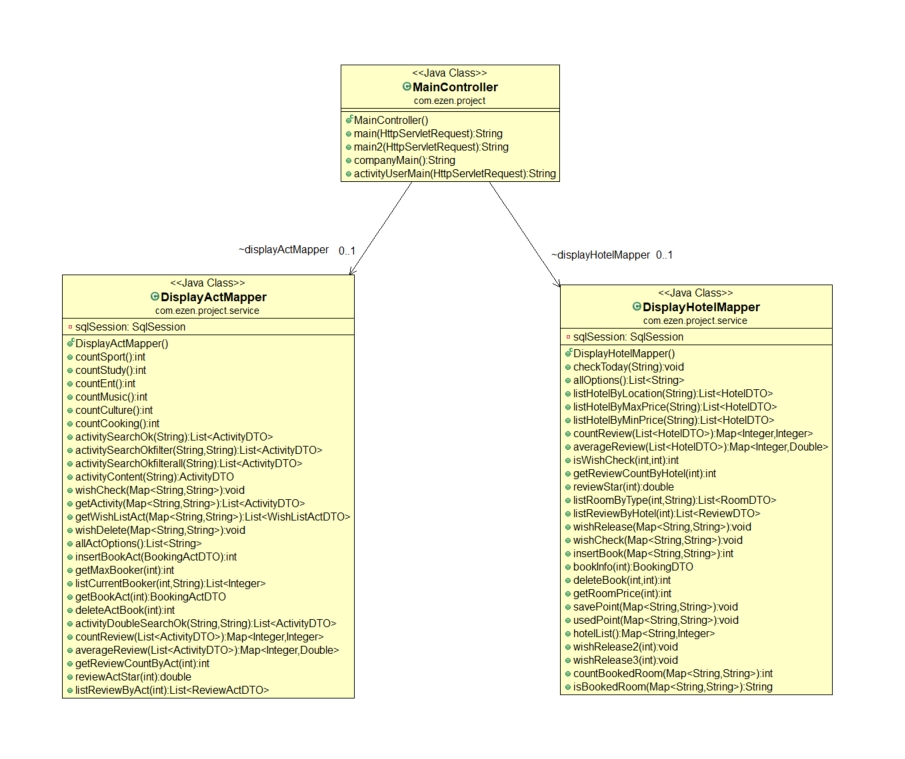 <<Java Class>>
MainController
com.ezen.project
MainController()
main(HttpServletRequest):String
main2(HttpServletRequest):String
companyMain():String
activityUserMain(HttpServletRequest):String
~displayActMapper 0..1
~displayHotelMapper 0..1
<<Java Class>>
DisplayActMapper
com.ezen.project.service
sqlSession: SqlSession
DisplayActMapper()
countSport():int
countStudy():int
countEnt():int
countMusic():int
countCulture():int
countCooking():int
activitySearchOk(String):List<ActivityDTO>
activitySearchOkfilter(String,String):List<ActivityDTO>
activitySearchOkfilterall(String):List<ActivityDTO>
activityContent(String):ActivityDTO
wishCheck(Map<String,String>):void
getActivity(Map<String,String>):List<ActivityDTO>
getWishListAct(Map<String,String>):List<WishListActDTO>
wishDelete(Map<String,String>):void
allActOptions():List<String>
insertBookAct(BookingActDTO):int
getMaxBooker(int):int
listCurrentBooker(int,String):List<Integer>
getBookAct(int):BookingActDTO
deleteActBook(int):int
activityDoubleSearchOk(String,String):List<ActivityDTO>
countReview(List<ActivityDTO>):Map<Integer,Integer>
averageReview(List<ActivityDTO>):Map<Integer,Double>
getReviewCountByAct(int):int
reviewActStar(int):double
listReviewByAct(int):List<ReviewActDTO>
<<Java Class>>
DisplayHotelMapper
com.ezen.project.service
sqlSession: SqlSession
DisplayHotelMapper()
checkToday(String):void
allOptions():List<String>
listHotelByLocation(String):List<HotelDTO>
listHotelByMaxPrice(String):List<HotelDTO>
listHotelByMinPrice(String):List<HotelDTO>
countReview(List<HotelDTO>):Map<Integer,Integer>
averageReview(List<HotelDTO>):Map<Integer,Double>
isWishCheck(int,int):int
getReviewCountByHotel(int):int
reviewStar(int):double
listRoomByType(int,String):List<RoomDTO>
listReviewByHotel(int):List<ReviewDTO>
wishRelease(Map<String,String>):void
wishCheck(Map<String,String>):void
insertBook(Map<String,String>):int
bookInfo(int):BookingDTO
deleteBook(int,int):int
getRoomPrice(int):int
savePoint(Map<String,String>):void
usedPoint(Map<String,String>):void
hotelList():Map<String,Integer>
wishRelease2(int):void
wishRelease3(int):void
countBookedRoom(Map<String,String>):int
isBookedRoom(Map<String,String>):String